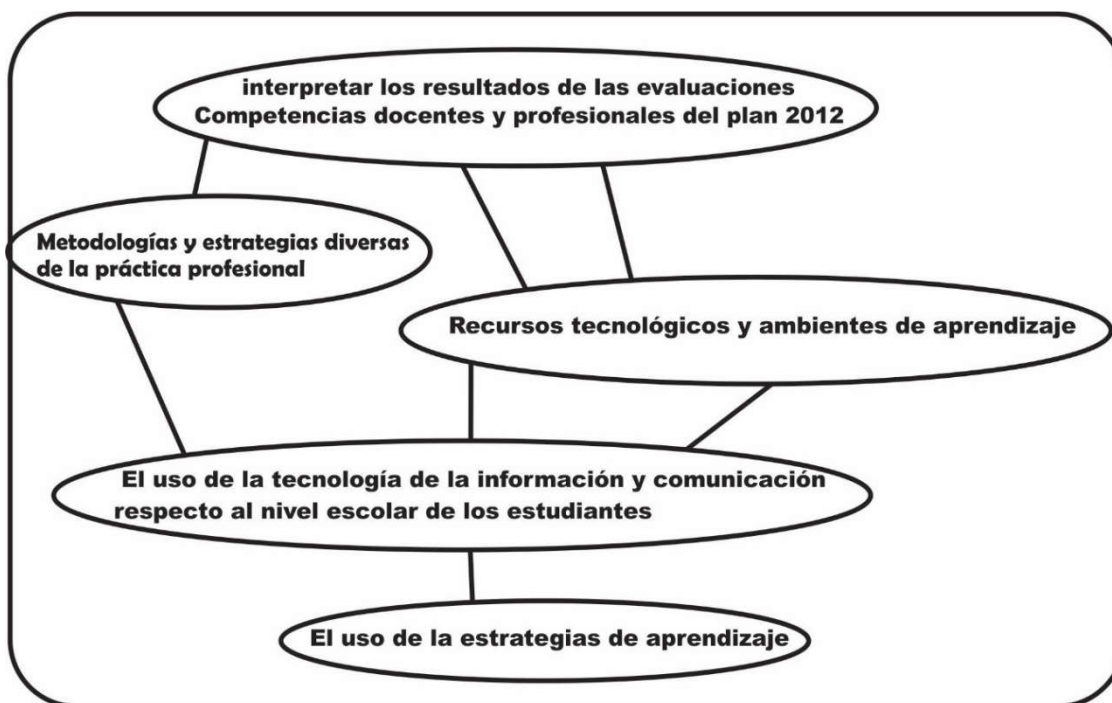 interpretar los resultados de las evaluaciones
Competencias docentes y profesionales del plan 2012
Metodologías y estrategias diversas
de la práctica profesional
Recursos tecnológicos y ambientes de aprendizaje
El uso de la tecnología de la información y comunicación
respecto al nivel escolar de los estudiantes
El uso de la estrategias de aprendizaje